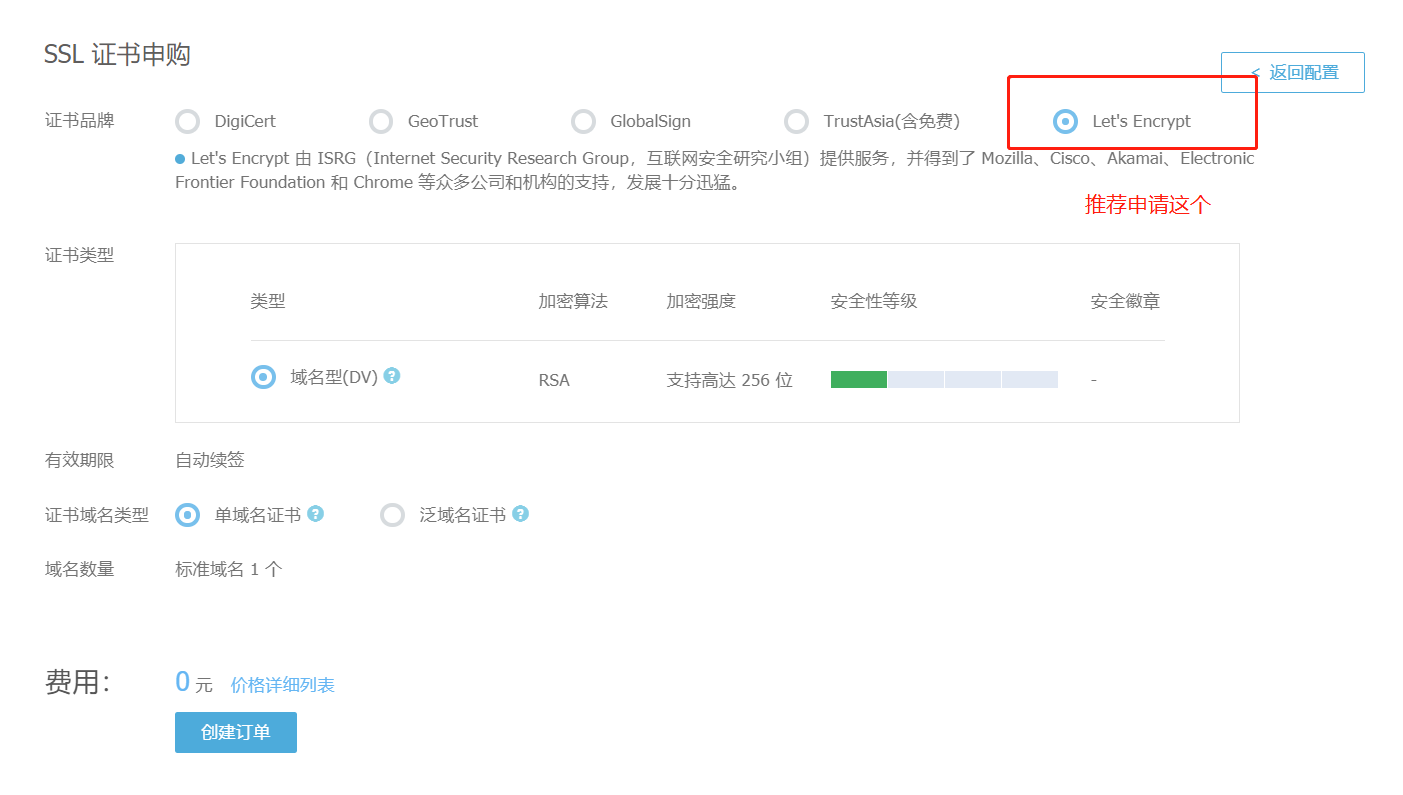 SSL 证书申购
< 返回配置
证书品牌 DigiCert GeoTrust GlobalSign TrustAsia(含免费) Let's Encrypt
Let's Encrypt 由 ISRG（Internet Security Research Group，互联网安全研究小组）提供服务，并得到了 Mozilla、Cisco、Akamai、Electronic
Frontier Foundation 和 Chrome 等众多公司和机构的支持，发展十分迅猛。
推荐申请这个
证书类型
类型 加密算法 加密强度 安全性等级 安全徽章
域名型(DV) ? RSA 支持高达 256 位 -
有效期限 自动续签
证书域名类型 单域名证书 ? 泛域名证书 ?
域名数量 标准域名 1 个
费用： 0 元 价格详细列表
创建订单